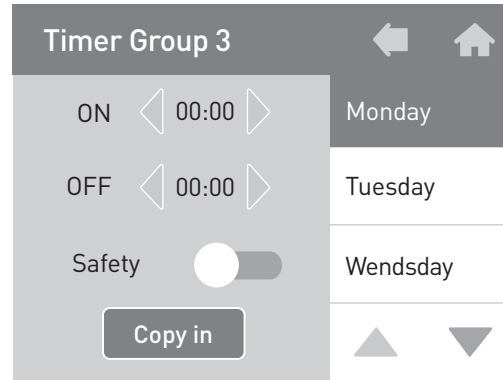 Timer Group 3
ON 00:00
OFF 00:00
Safety
Copy in
Monday
Tuesday
Wendsday